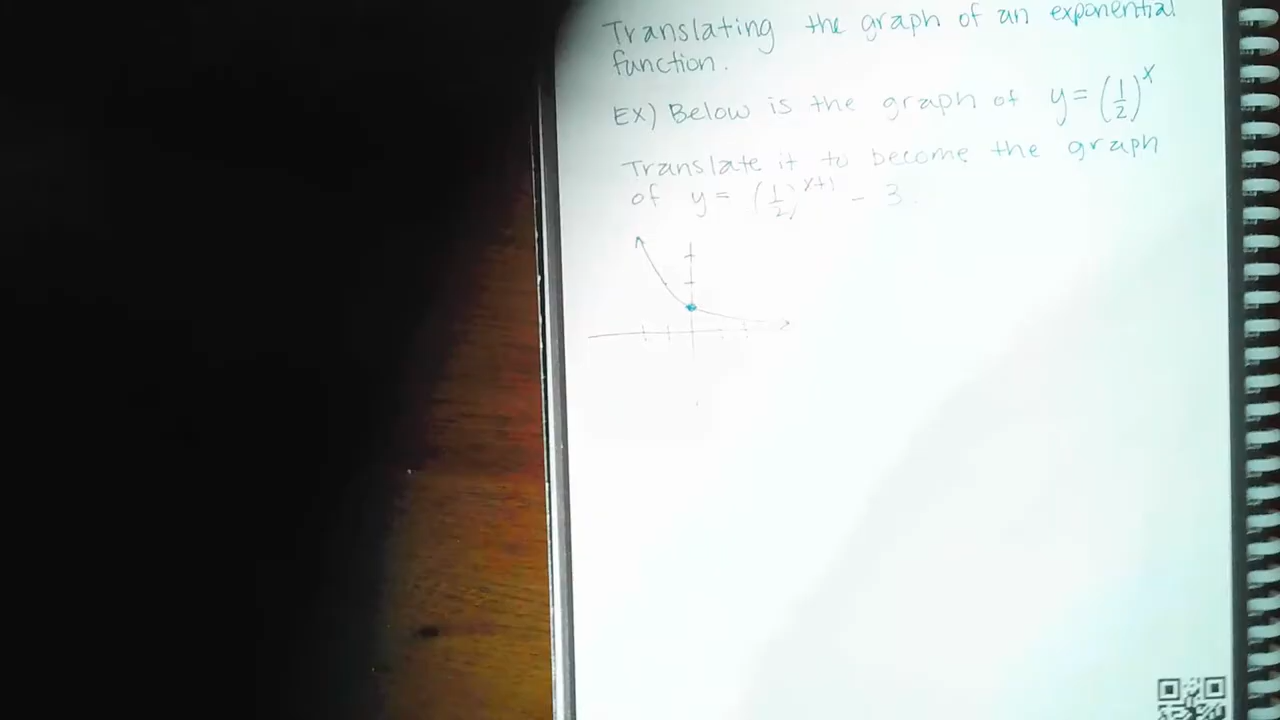 Translating the graph of an exponential
function.
EX) Below is the graph of y = (1/2)^x
Translate it to become the graph
of y = (1/2)^x+1 - 3.